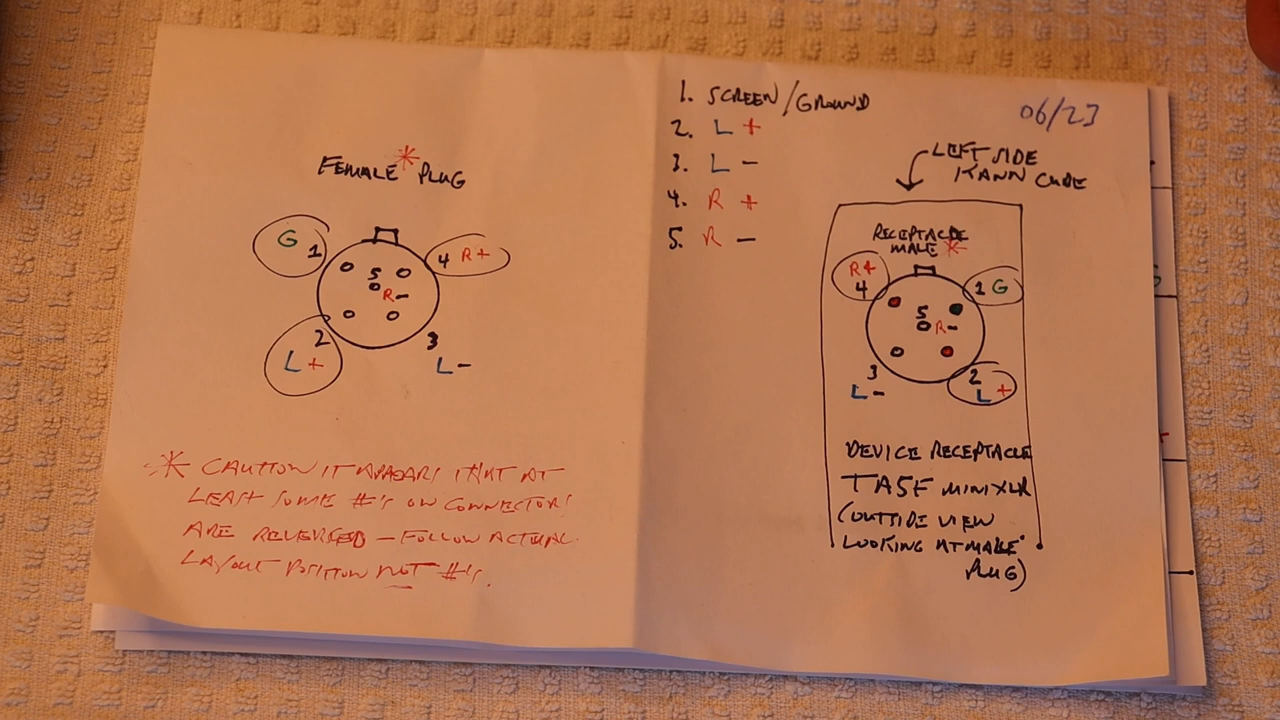 FEMALE* PLUG
G 1
4 R+
5
R-
2
L+
3
L-
* CAUTION IT APPEARS THAT AT
LEAST SOME #'S ON CONNECTORS
ARE REVERSED - FOLLOW ACTUAL
LAYOUT POSITION NOT #'S.
1. SCREEN/GROUND
2. L +
3. L -
4. R +
5. R -
06/23
LEFT SIDE
KANN CUBE
RECEPTACLE
MALE *
R+
4
1 G
5
R-
3
L-
2
L+
DEVICE RECEPTACLE
TA5F MINIXLR
(OUTSIDE VIEW
LOOKING AT MALE
PLUG)